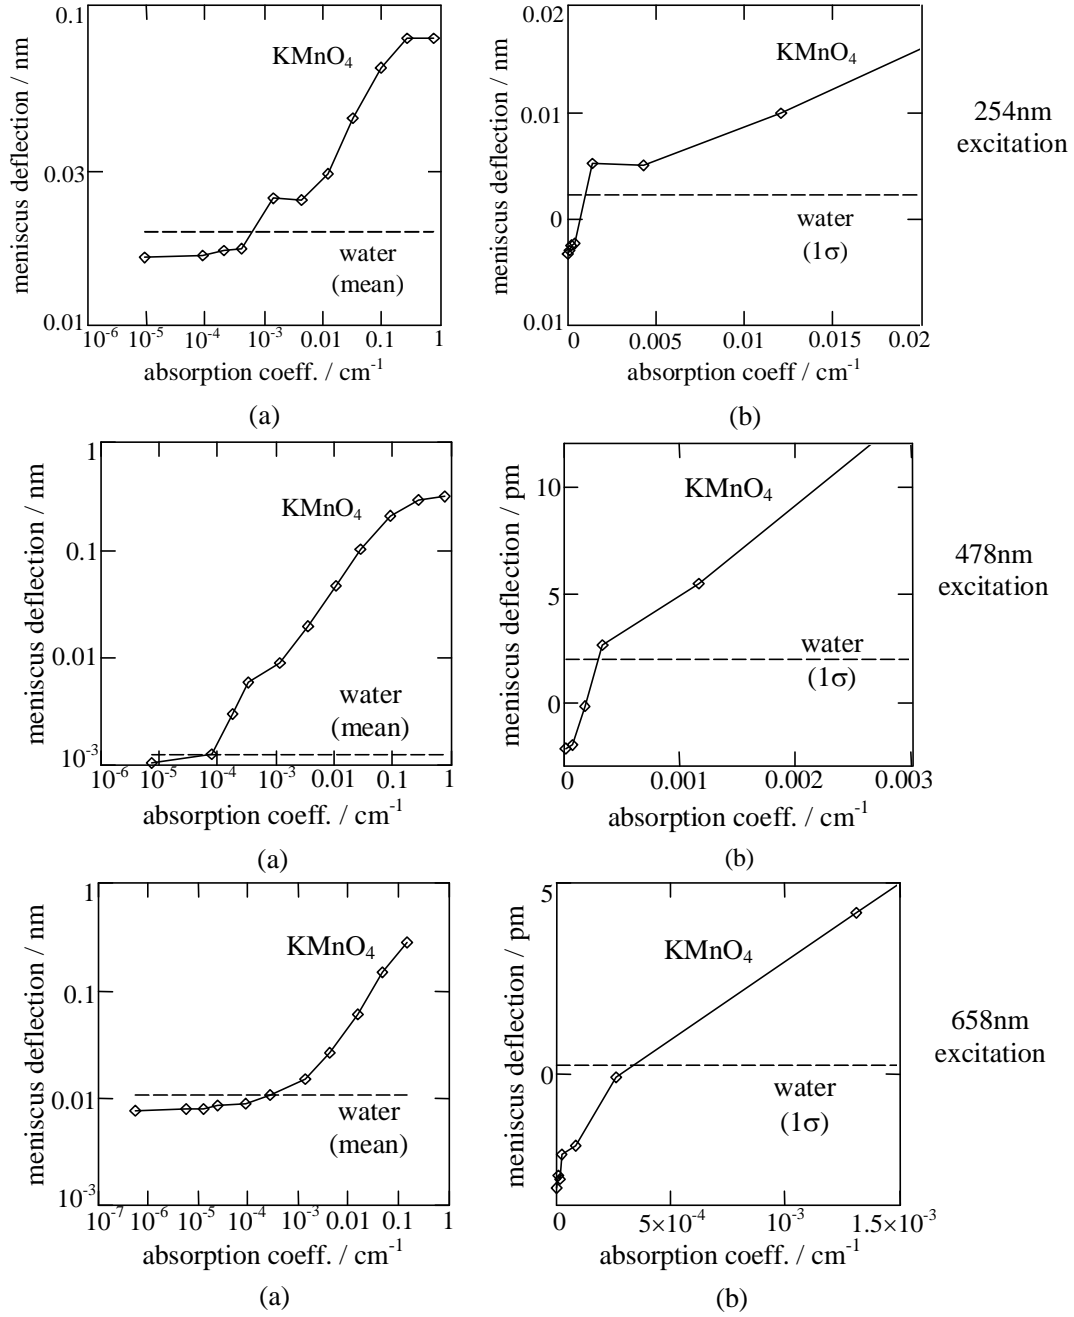 0.1
0.03
0.01
meniscus deflection / nm
KMnO4
water
(mean)
10-6 10-5 10-4 10-3 0.01 0.1 1
absorption coeff. / cm-1
(a)
0.02
0.01
0
0.01
meniscus deflection / nm
KMnO4
water
(1σ)
0 0.005 0.01 0.015 0.02
absorption coeff / cm-1
(b)
254nm
excitation
1
0.1
0.01
10-3
meniscus deflection / nm
KMnO4
water
(mean)
10-6 10-5 10-4 10-3 0.01 0.1 1
absorption coeff. / cm-1
(a)
10
5
0
meniscus deflection / pm
KMnO4
water
(1σ)
0 0.001 0.002 0.003
absorption coeff. / cm-1
(b)
478nm
excitation
1
0.1
0.01
10-3
meniscus deflection / nm
KMnO4
water
(mean)
10-7 10-6 10-5 10-4 10-3 0.01 0.1 1
absorption coeff. / cm-1
(a)
5
0
meniscus deflection / pm
KMnO4
water
(1σ)
0 5×10-4 10-3 1.5×10-3
absorption coeff. / cm-1
(b)
658nm
excitation